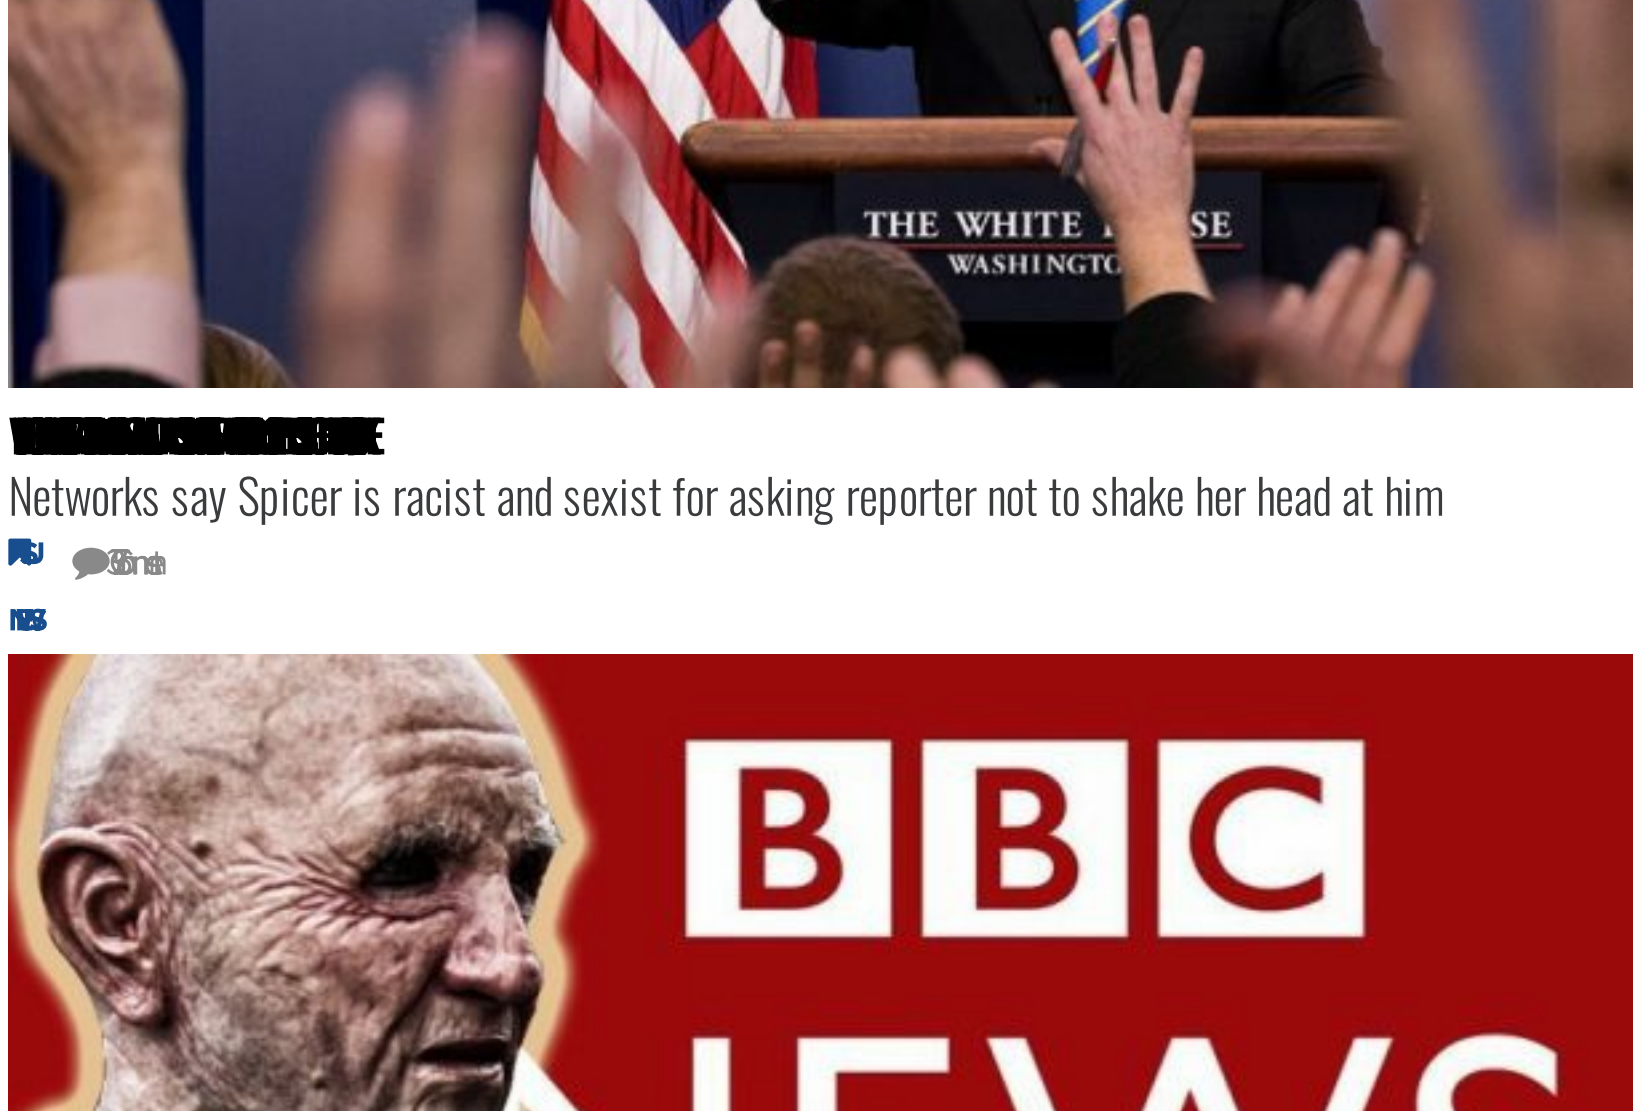 THE WHITE SE
WASHINGTO
Networks say Spicer is racist and sexist for asking reporter not to shake her head at him
BBC
NEWS